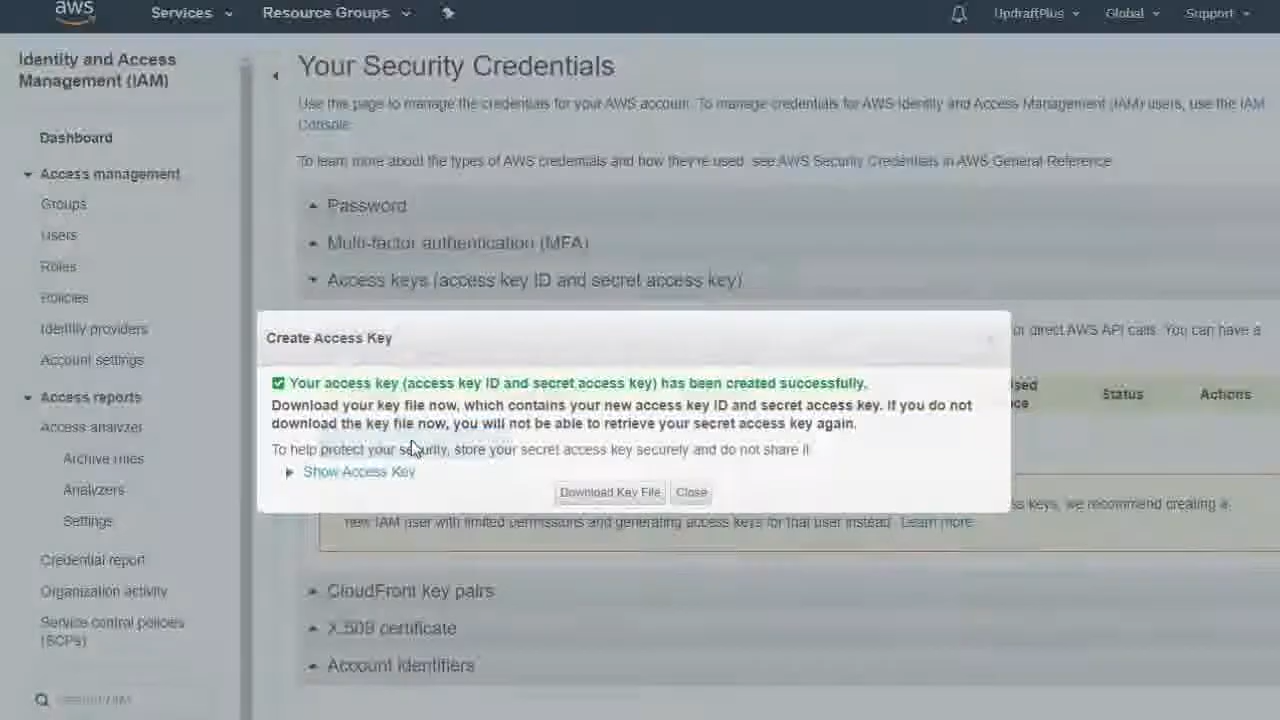 aws
Services
Resource Groups
UpdraftPlus
Global
Support
Identity and Access
Management (IAM)
Dashboard
Access management
Groups
Users
Roles
Policies
Identity providers
Account settings
Access reports
Access analyzer
Archive rules
Analyzers
Settings
Credential report
Organization activity
Service control policies
(SCPs)
Search IAM
Your Security Credentials
Use this page to manage the credentials for your AWS account. To manage credentials for AWS Identity and Access Management (IAM) users, use the IAM
Console.
To learn more about the types of AWS credentials and how they're used, see AWS Security Credentials in AWS General Reference.
Password
Multi-factor authentication (MFA)
Access keys (access key ID and secret access key)
or direct AWS API calls. You can have a
Status
Actions
Create Access Key
Your access key (access key ID and secret access key) has been created successfully.
Download your key file now, which contains your new access key ID and secret access key. If you do not
download the key file now, you will not be able to retrieve your secret access key again.
To help protect your security, store your secret access key securely and do not share it.
Show Access Key
Download Key File
Close
keys, we recommend creating a
new IAM user with limited permissions and generating access keys for that user instead. Learn more
CloudFront key pairs
X.509 certificate
Account identifiers